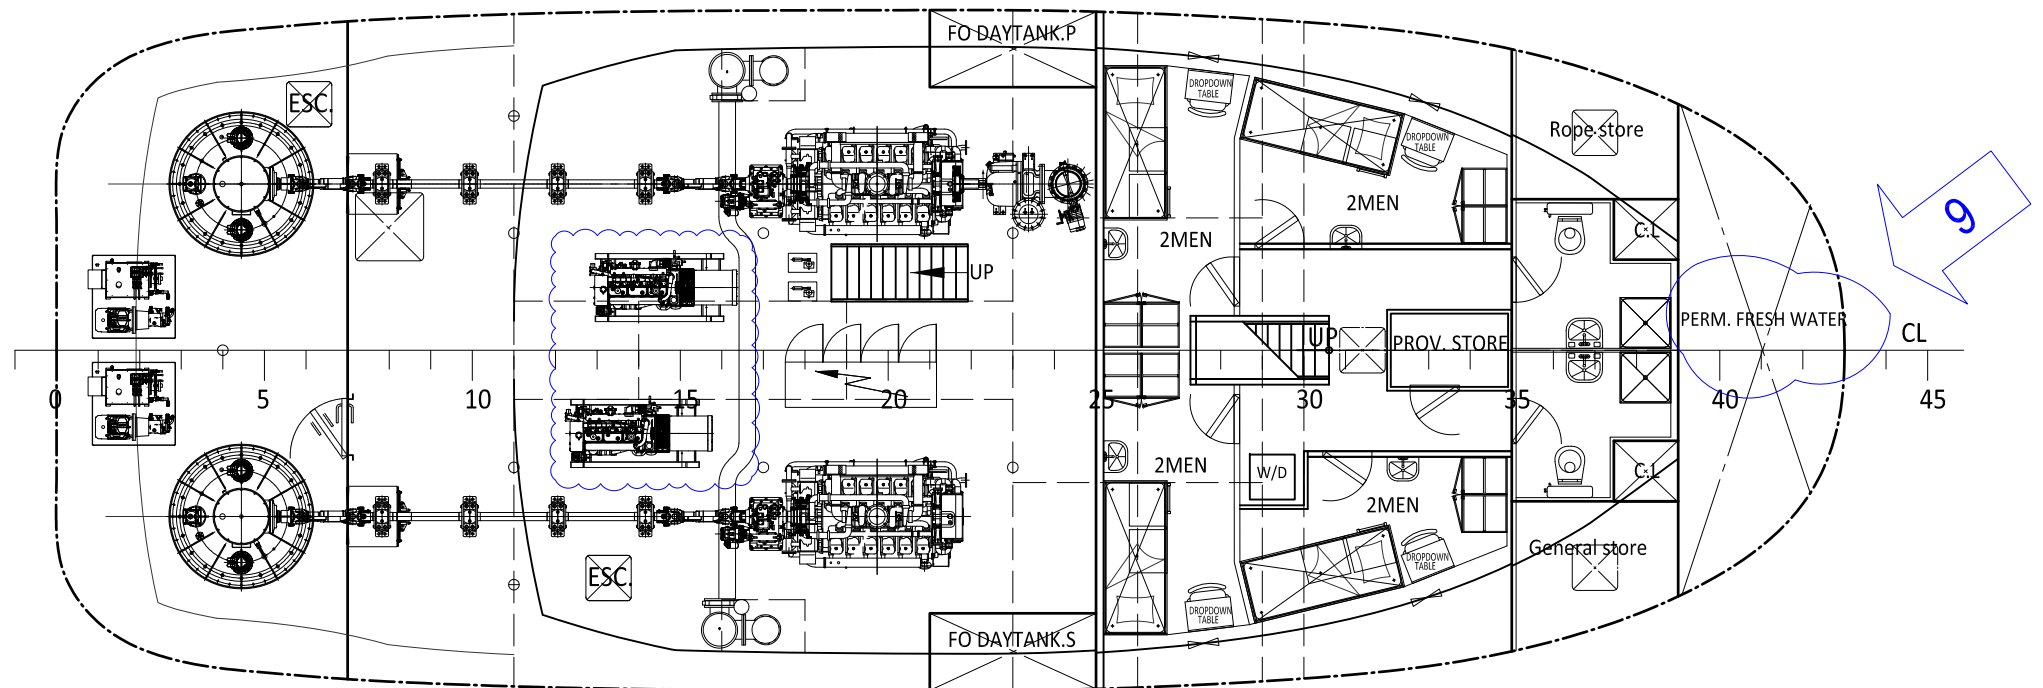 FO DAYTANK.P
ESC.
DROPDOWN
TABLE
DROPDOWN
TABLE
Rope store
2MEN
2MEN
C.L
9
UP
PERM. FRESH WATER
CL
UP
PROV. STORE
0 5 10 15 20 25 30 35 40 45
2MEN
W/D
C.L
2MEN
ESC.
General store
DROPDOWN
TABLE
DROPDOWN
TABLE
FO DAYTANK.S